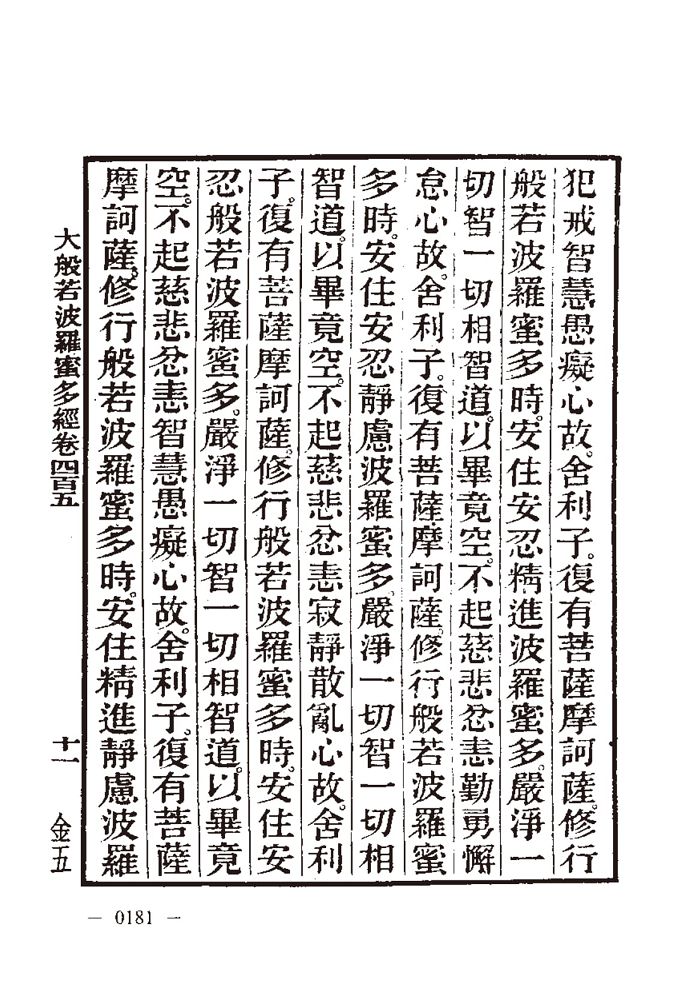 犯戒智慧愚癡心故。舍利子。復有菩薩摩訶薩。修行
般若波羅蜜多時。安住安忍精進波羅蜜多。嚴淨一
切智一切相智道。以畢竟空。不起慈悲忿恚勤勇懈
怠心故。舍利子。復有菩薩摩訶薩。修行般若波羅蜜
多時。安住安忍靜慮波羅蜜多。嚴淨一切智一切相
智道。以畢竟空。不起慈悲忿恚寂靜散亂心故。舍利
子。復有菩薩摩訶薩。修行般若波羅蜜多時。安住安
忍般若波羅蜜多。嚴淨一切智一切相智道。以畢竟
空。不起慈悲忿恚智慧愚癡心故。舍利子。復有菩薩
摩訶薩。修行般若波羅蜜多時。安住精進靜慮波羅
大般若波羅蜜多經卷四百五 十一 金五
— 0181 —